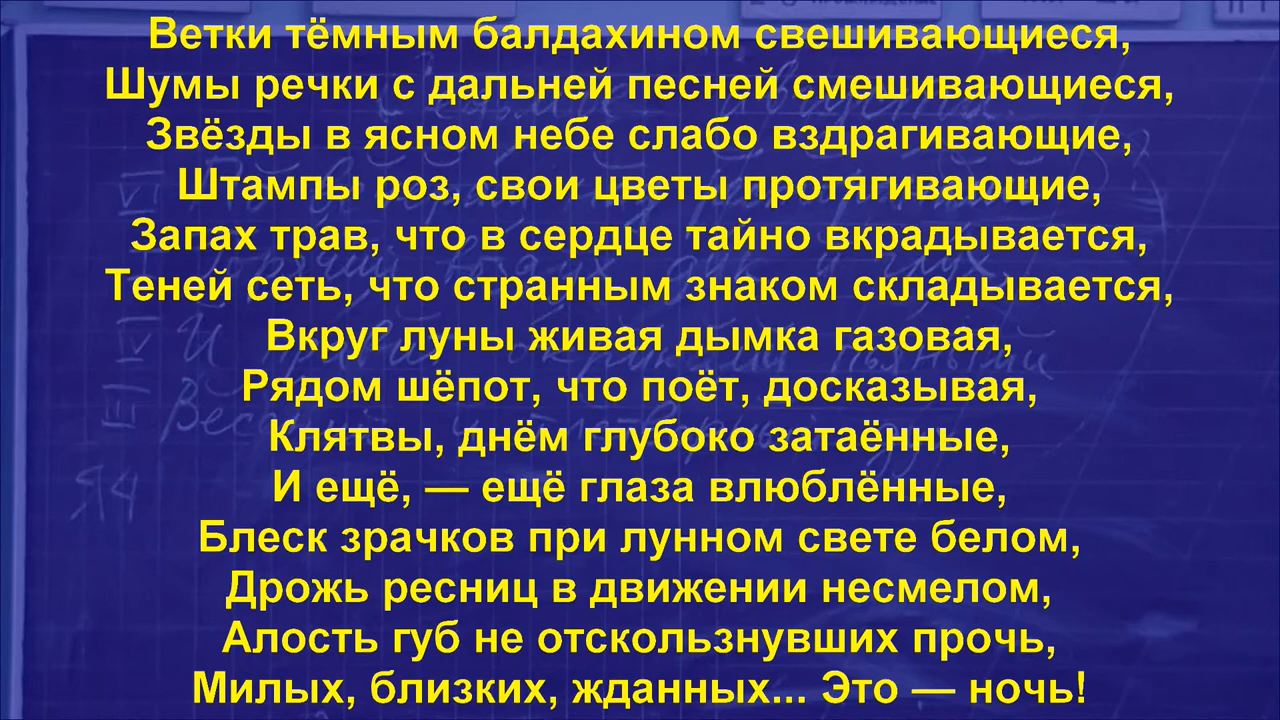 Ветки тёмным балдахином свешивающиеся,
Шумы речки с дальней песней смешивающиеся,
Звёзды в ясном небе слабо вздрагивающие,
Штампы роз, свои цветы протягивающие,
Запах трав, что в сердце тайно вкрадывается,
Теней сеть, что странным знаком складывается,
Вкруг луны живая дымка газовая,
Рядом шёпот, что поёт, досказывая,
Клятвы, днём глубоко затаённые,
И ещё, — ещё глаза влюблённые,
Блеск зрачков при лунном свете белом,
Дрожь ресниц в движении несмелом,
Алость губ не отскользнувших прочь,
Милых, близких, жданных... Это — ночь!